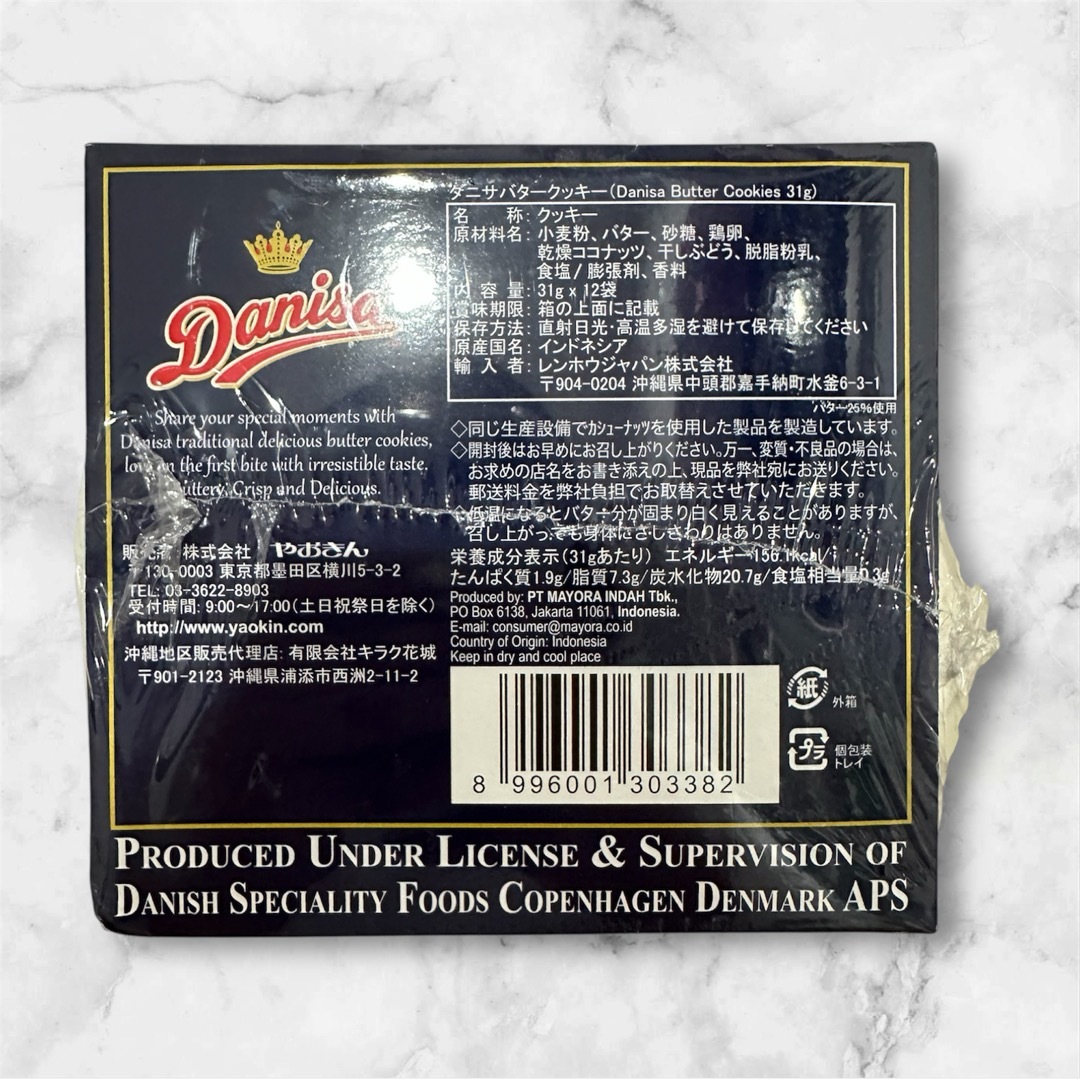 Danisa
Share your special moments with
Danisa traditional delicious butter cookies,
love on the first bite with irresistible taste.
Buttery, Crisp and Delicious.
販売者 株式会社 やおきん
〒130-0003 東京都墨田区横川5-3-2
TEL: 03-3622-8903
受付時間: 9:00〜17:00(土日祝祭日を除く)
http://www.yaokin.com
沖縄地区販売代理店: 有限会社キラク花城
〒901-2123 沖縄県浦添市西洲2-11-2
ダニサバタークッキー(Danisa Butter Cookies 31g)
名 称: クッキー
原材料名: 小麦粉、バター、砂糖、鶏卵、
乾燥ココナッツ、干しぶどう、脱脂粉乳、
食塩/膨張剤、香料
内 容 量: 31g x 12袋
賞味期限: 箱の上面に記載
保存方法: 直射日光・高温多湿を避けて保存してください
原産国名: インドネシア
輸 入 者: レンホウジャパン株式会社
〒904-0204 沖縄県中頭郡嘉手納町水釜6-3-1
バター25%使用
◇同じ生産設備でカシューナッツを使用した製品を製造しています。
◇開封後はお早めにお召し上がりください。万一、変質・不良品の場合は、
お求めの店名をお書き添えの上、現品を弊社宛にお送りください。
郵送料金を弊社負担でお取替えさせていただきます。
◇低温になるとバター分が固まり白く見えることがありますが、
召し上がっても身体にさしさわりはありません。
栄養成分表示(31gあたり) エネルギー156.1kcal/
たんぱく質1.9g/脂質7.3g/炭水化物20.7g/食塩相当量0.3g
Produced by: PT MAYORA INDAH Tbk.,
PO Box 6138, Jakarta 11061, Indonesia.
E-mail: consumer@mayora.co.id
Country of Origin: Indonesia
Keep in dry and cool place
8 996001 303382
紙 外箱
プラ 個包装
トレイ
PRODUCED UNDER LICENSE & SUPERVISION OF
DANISH SPECIALITY FOODS COPENHAGEN DENMARK APS